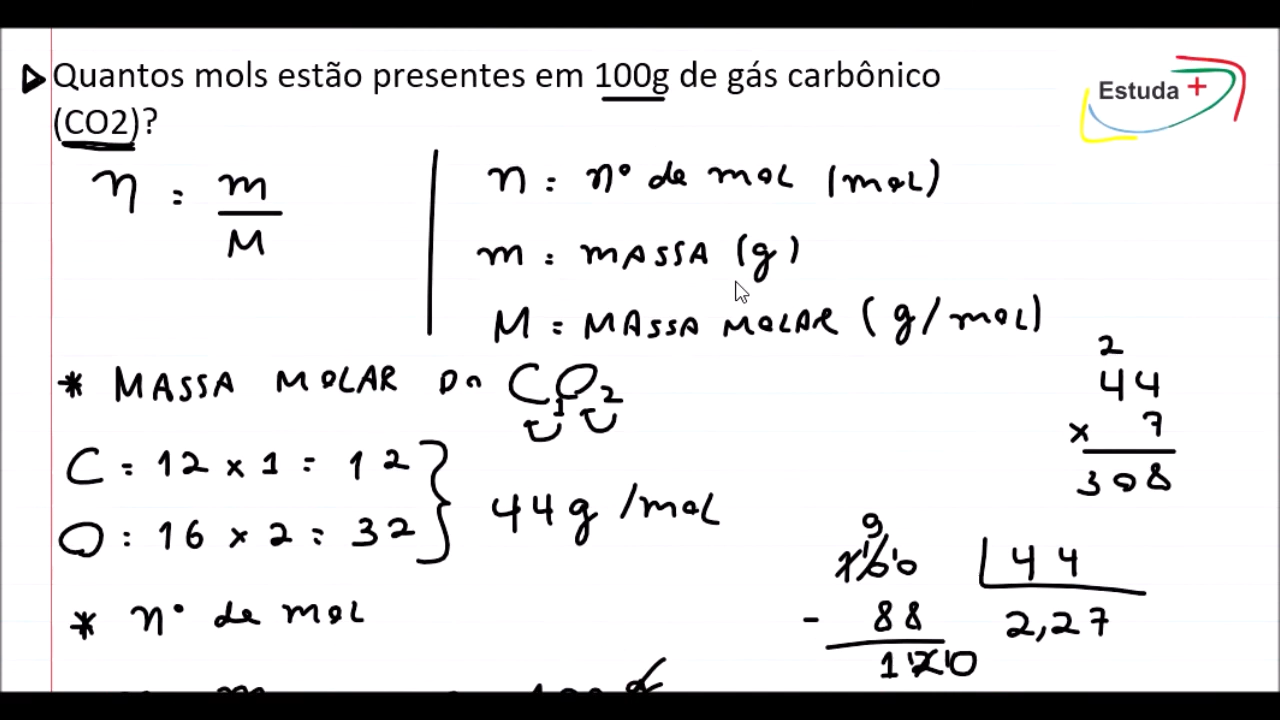 Quantos mols estão presentes em 100g de gás carbônico
(CO2)?
Estuda +
η = m
M
n = nº de mol (mol)
m = MASSA (g)
M = MASSA MOLAR (g/mol)
* MASSA MOLAR DO C1O2
C = 12 x 1 = 12
O = 16 x 2 = 32
44g/mol
* nº de mol
2
44
x 7
308
9
100 44
- 88 2,27
120